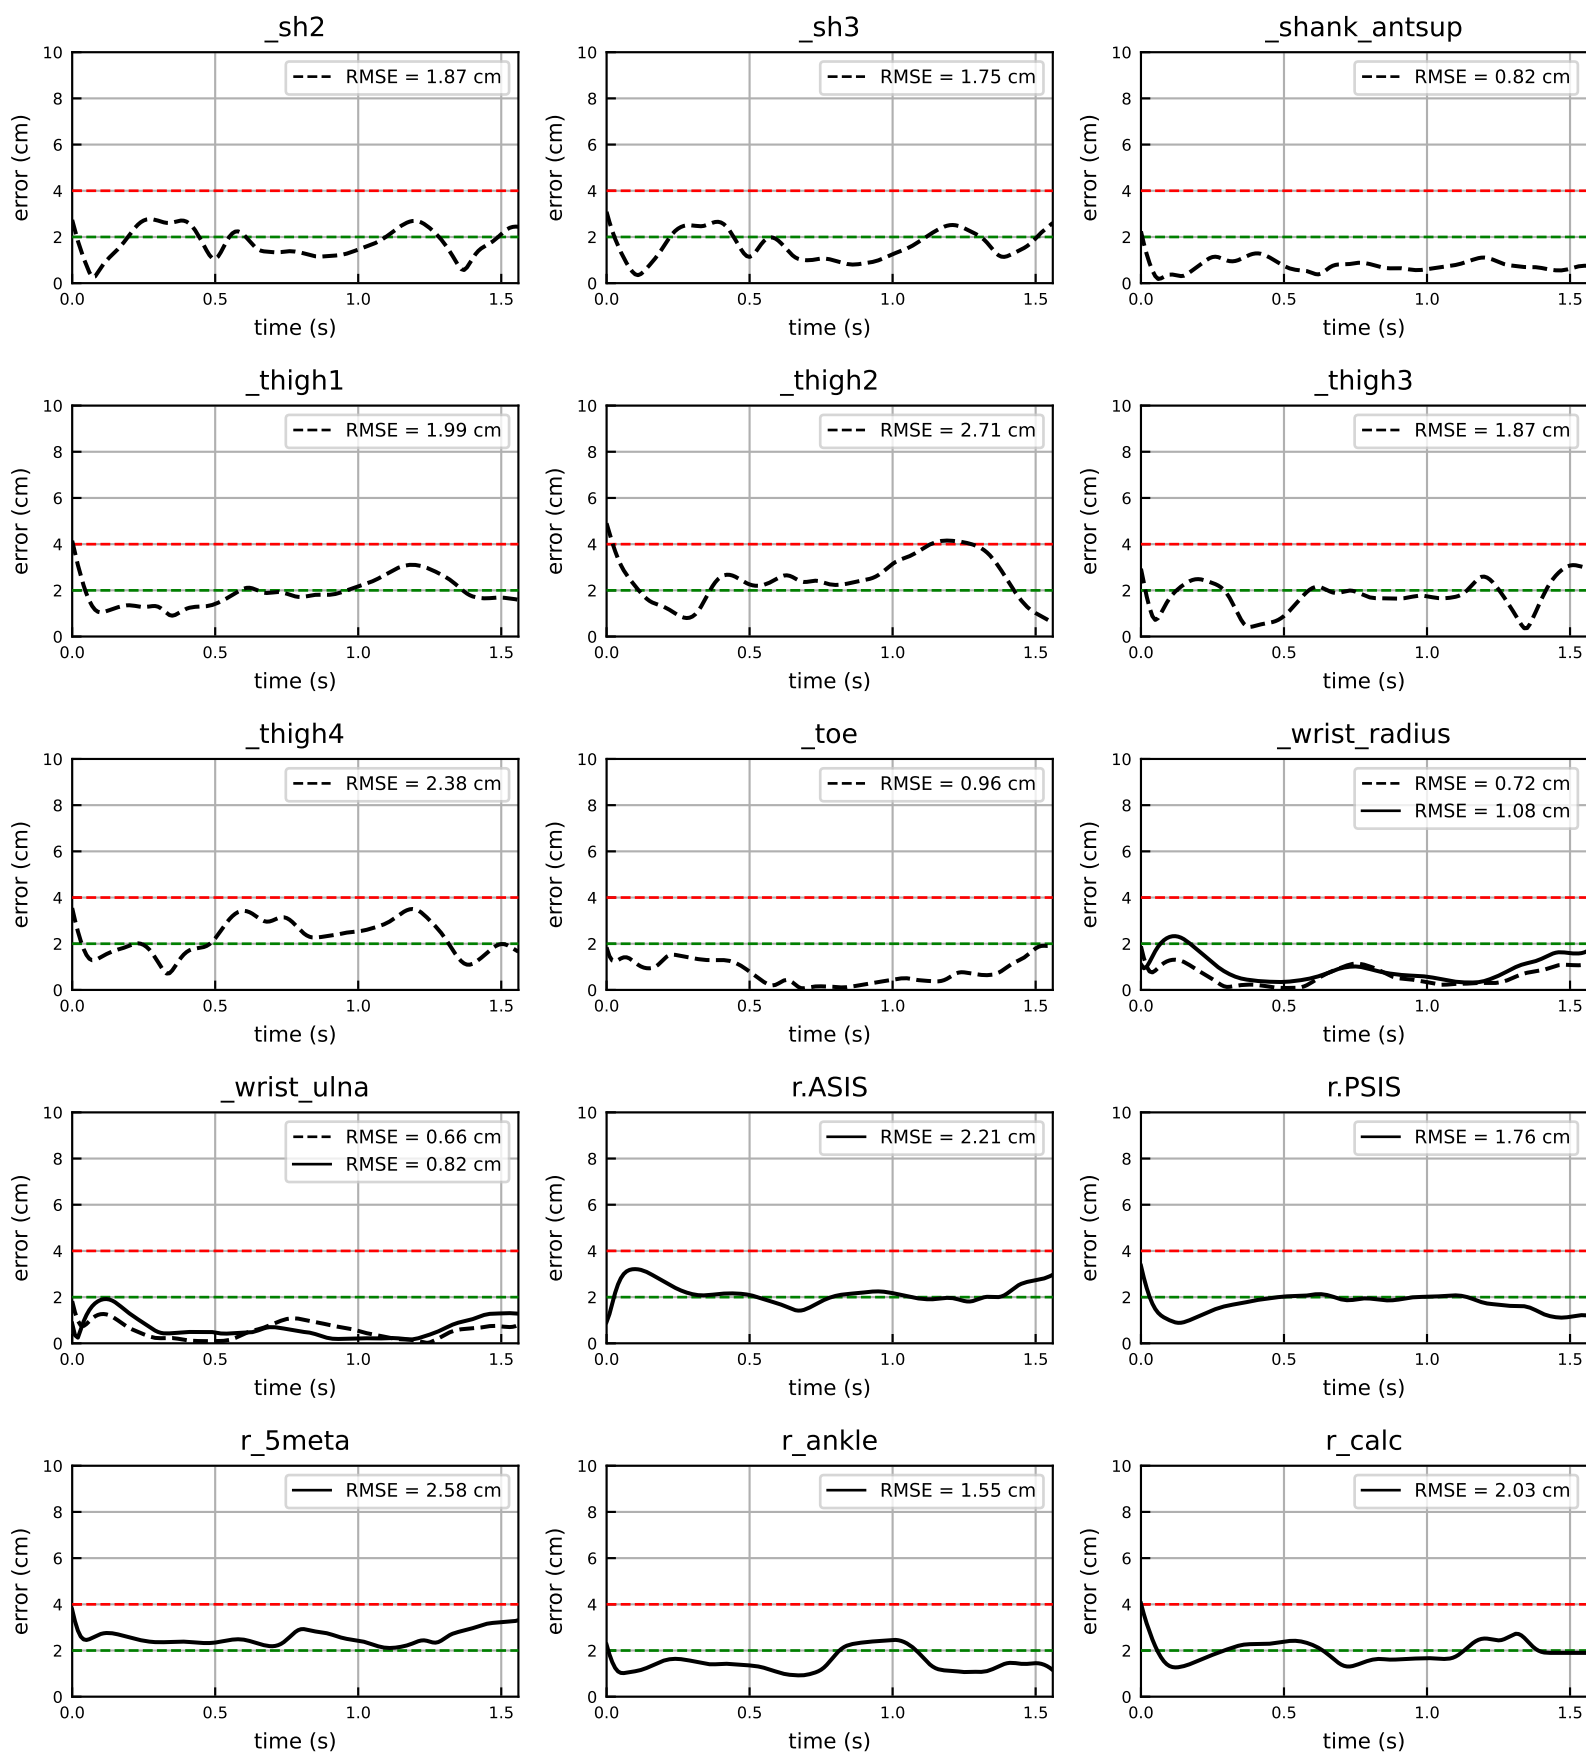 _sh2 _sh3 _shank_antsup
RMSE = 1.87 cm RMSE = 1.75 cm RMSE = 0.82 cm
error (cm) error (cm) error (cm)
10 8 6 4 2 0 10 8 6 4 2 0 10 8 6 4 2 0
0.0 0.5 1.0 1.5 0.0 0.5 1.0 1.5 0.0 0.5 1.0 1.5
time (s) time (s) time (s)
_thigh1 _thigh2 _thigh3
RMSE = 1.99 cm RMSE = 2.71 cm RMSE = 1.87 cm
error (cm) error (cm) error (cm)
10 8 6 4 2 0 10 8 6 4 2 0 10 8 6 4 2 0
0.0 0.5 1.0 1.5 0.0 0.5 1.0 1.5 0.0 0.5 1.0 1.5
time (s) time (s) time (s)
_thigh4 _toe _wrist_radius
RMSE = 2.38 cm RMSE = 0.96 cm RMSE = 0.72 cm
RMSE = 1.08 cm
error (cm) error (cm) error (cm)
10 8 6 4 2 0 10 8 6 4 2 0 10 8 6 4 2 0
0.0 0.5 1.0 1.5 0.0 0.5 1.0 1.5 0.0 0.5 1.0 1.5
time (s) time (s) time (s)
_wrist_ulna r.ASIS r.PSIS
RMSE = 0.66 cm RMSE = 2.21 cm RMSE = 1.76 cm
RMSE = 0.82 cm
error (cm) error (cm) error (cm)
10 8 6 4 2 0 10 8 6 4 2 0 10 8 6 4 2 0
0.0 0.5 1.0 1.5 0.0 0.5 1.0 1.5 0.0 0.5 1.0 1.5
time (s) time (s) time (s)
r_5meta r_ankle r_calc
RMSE = 2.58 cm RMSE = 1.55 cm RMSE = 2.03 cm
error (cm) error (cm) error (cm)
10 8 6 4 2 0 10 8 6 4 2 0 10 8 6 4 2 0
0.0 0.5 1.0 1.5 0.0 0.5 1.0 1.5 0.0 0.5 1.0 1.5
time (s) time (s) time (s)